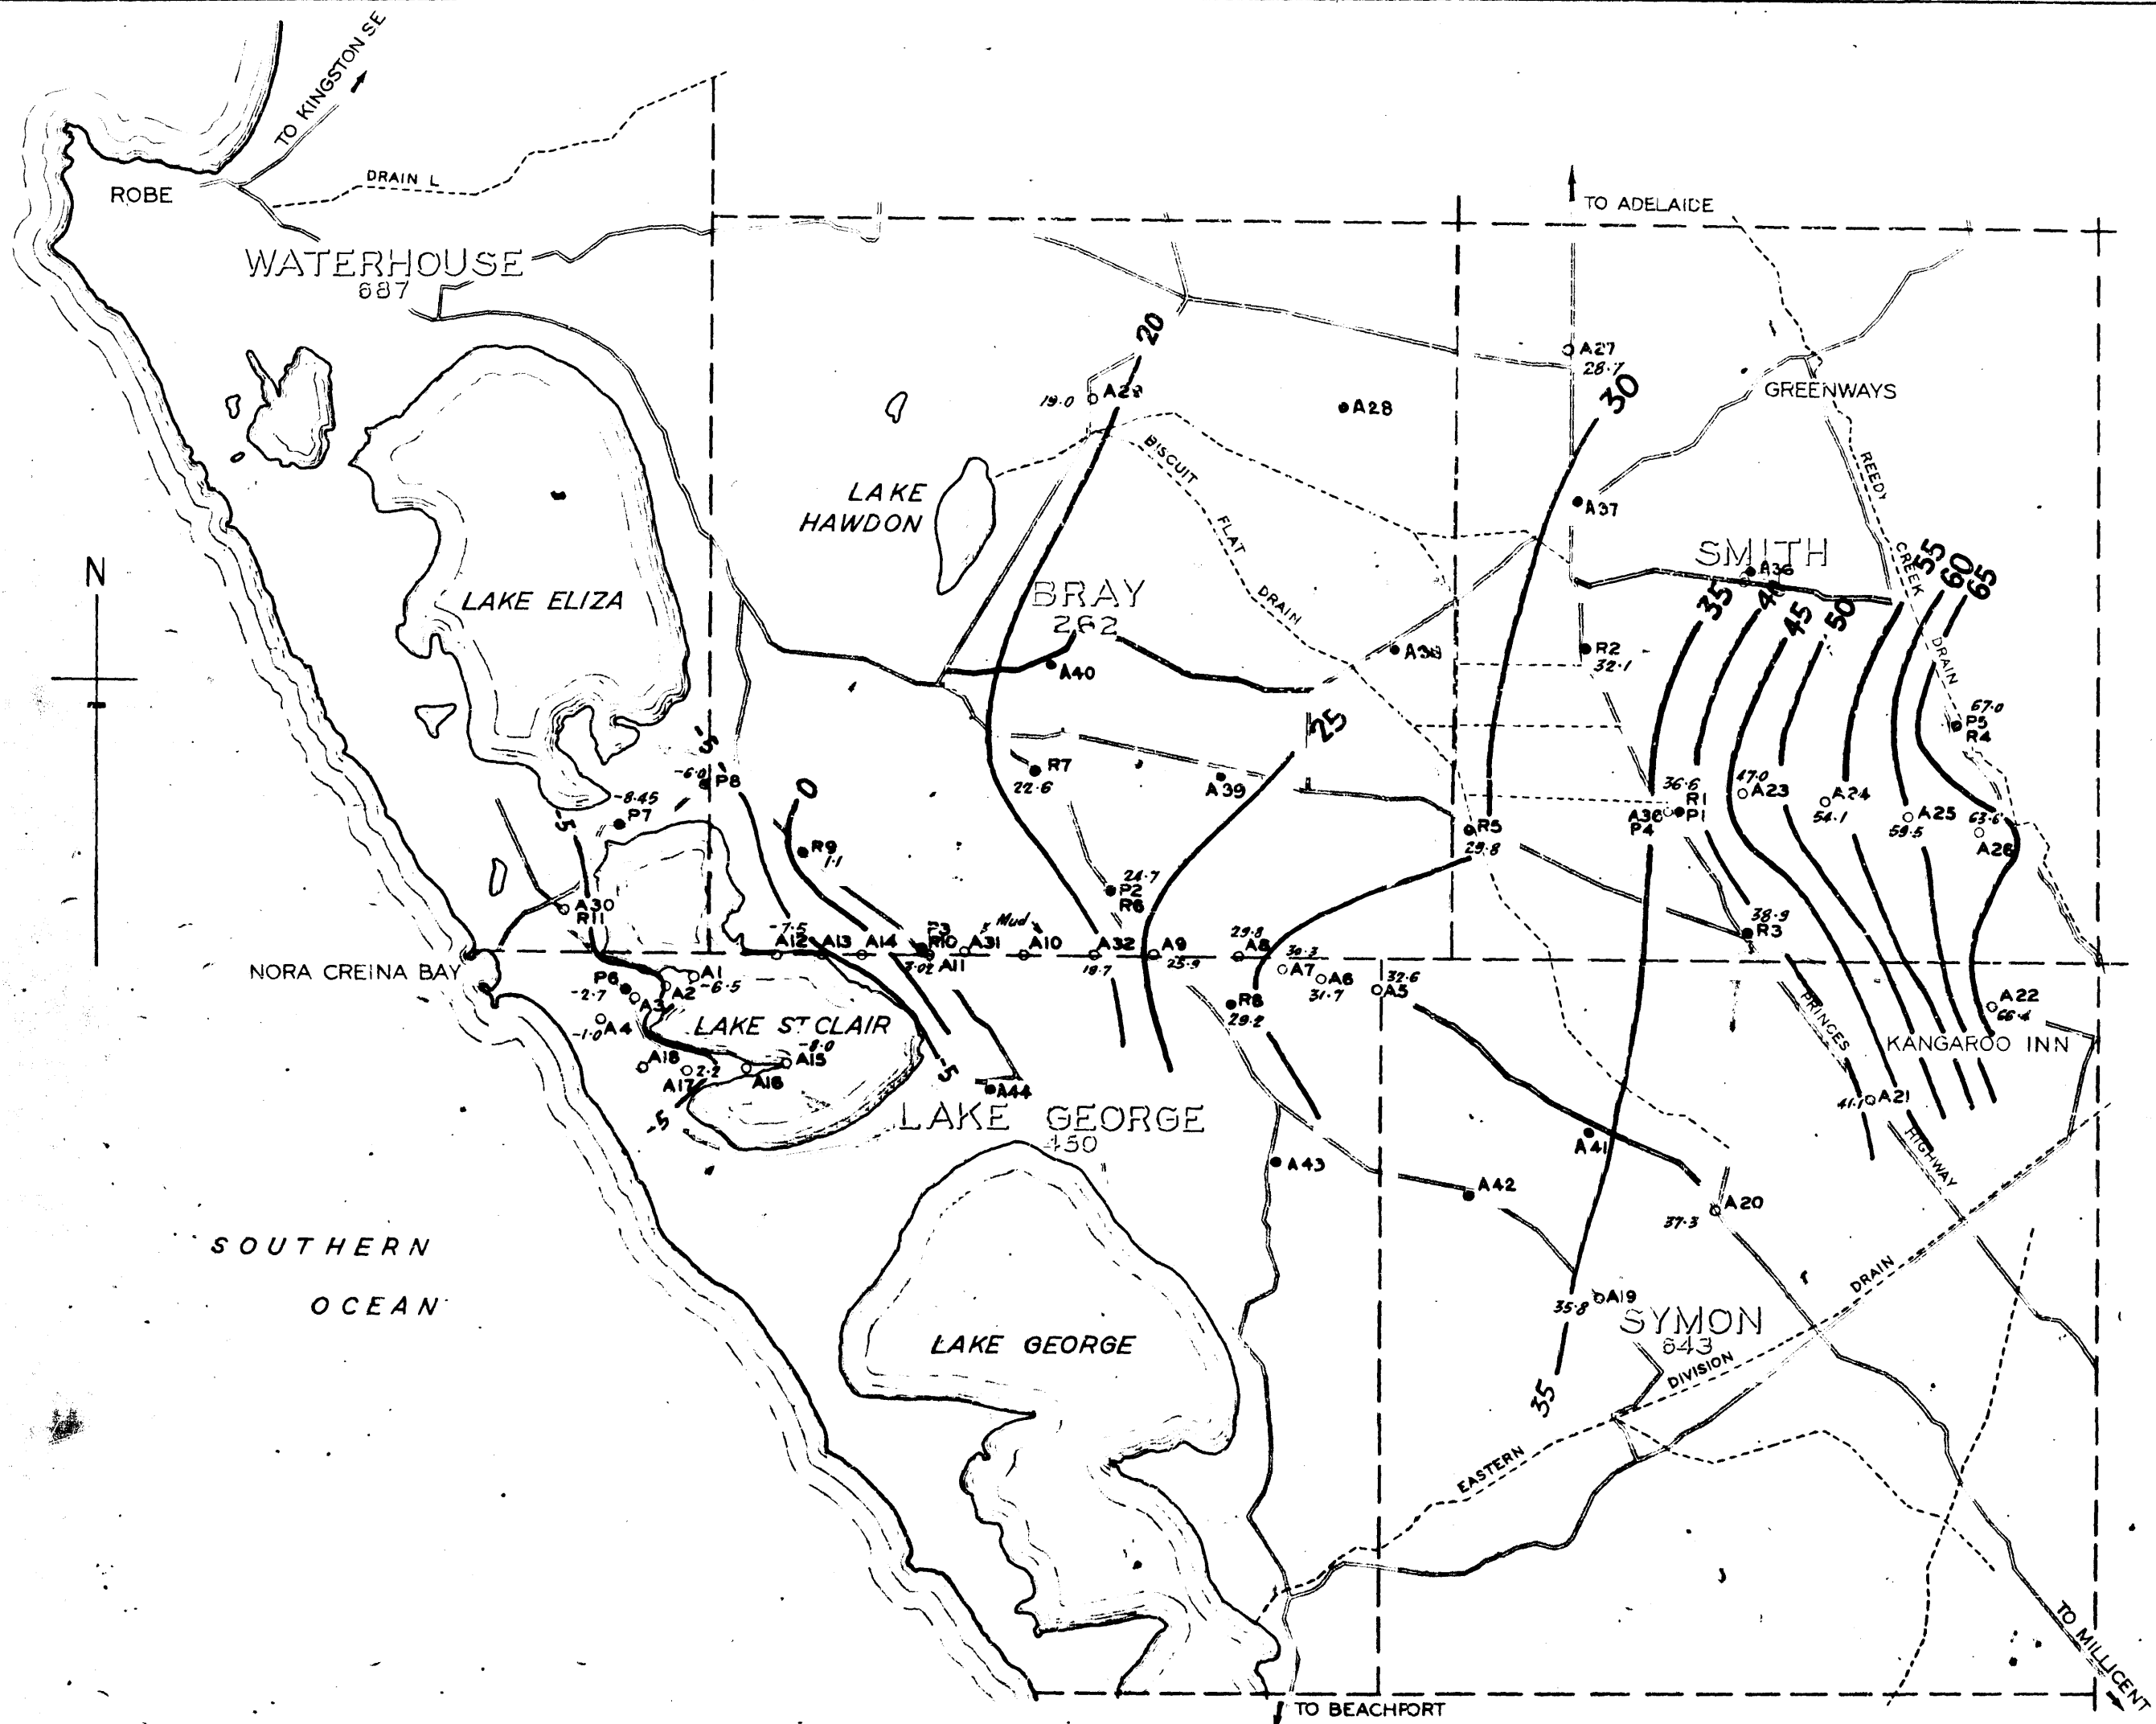 TO KINGSTON SE
DRAIN L
ROBE
TO ADELAIDE
WATERHOUSE
687
20
A27
28.7
30
GREENWAYS
19.0
A28
BISCUIT
FLAT
DRAIN
REEDY
CREEK
DRAIN
LAKE
HAWDON
A37
N
SMITH
A36
55
60
65
35
45
50
LAKE ELIZA
BRAY
262
A40
R2
32.1
67.0
P5
R4
-5
-6.0
P8
25
R7
22.6
A39
0
-8.45
P7
-5
36.6
R1
P1
P4
47.0
A23
A24
54.1
A25
59.5
63.6
A26
R5
29.8
R9
1.1
24.7
P2
R6
A30
R11
38.9
R3
-7.5
A12
A13
A14
P3
R10
3.02
A11
A31
Mud
A10
A32
19.7
A9
25.9
29.8
A8
30.3
A7
A6
31.7
32.6
A5
NORA CREINA BAY
P6
-2.7
A1
-6.5
A2
A3
A4
-1.0
R8
29.2
A22
66.4
LAKE ST CLAIR
-8.0
A15
A16
A18
A17
2.2
-5
-5
A44
KANGAROO INN
PRINCES
HIGHWAY
41.1
A21
LAKE GEORGE
450
A41
A43
A42
A20
37.3
SOUTHERN
OCEAN
35.8
A19
SYMON
643
LAKE GEORGE
35
EASTERN
DIVISION
DRAIN
TO MILLICENT
TO BEACHPORT